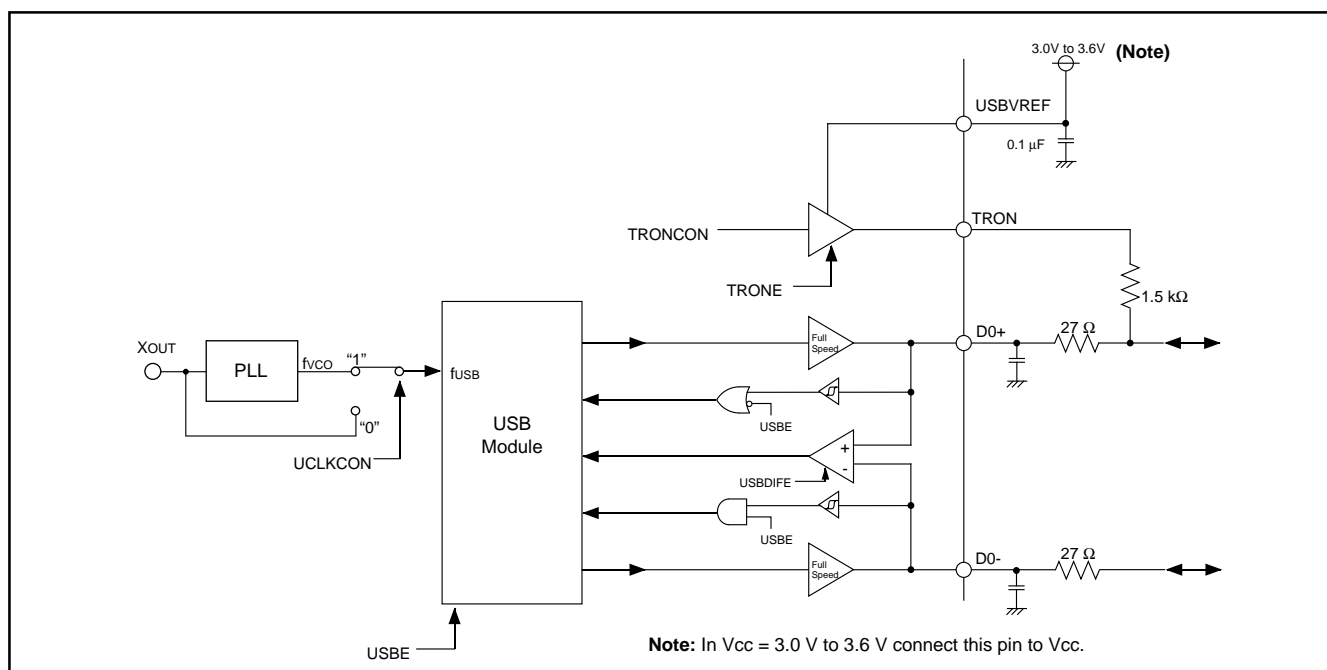 3.0V to 3.6V (Note)
USBVREF
0.1 µF
TRONCON
TRON
TRONE
1.5 kΩ
Full Speed
D0+
27 Ω
XOUT
PLL
fVCO
“1”
“0”
UCLKCON
fUSB
USB
Module
USBE
+
-
USBDIFE
USBE
Full Speed
D0-
27 Ω
USBE
Note: In Vcc = 3.0 V to 3.6 V connect this pin to Vcc.